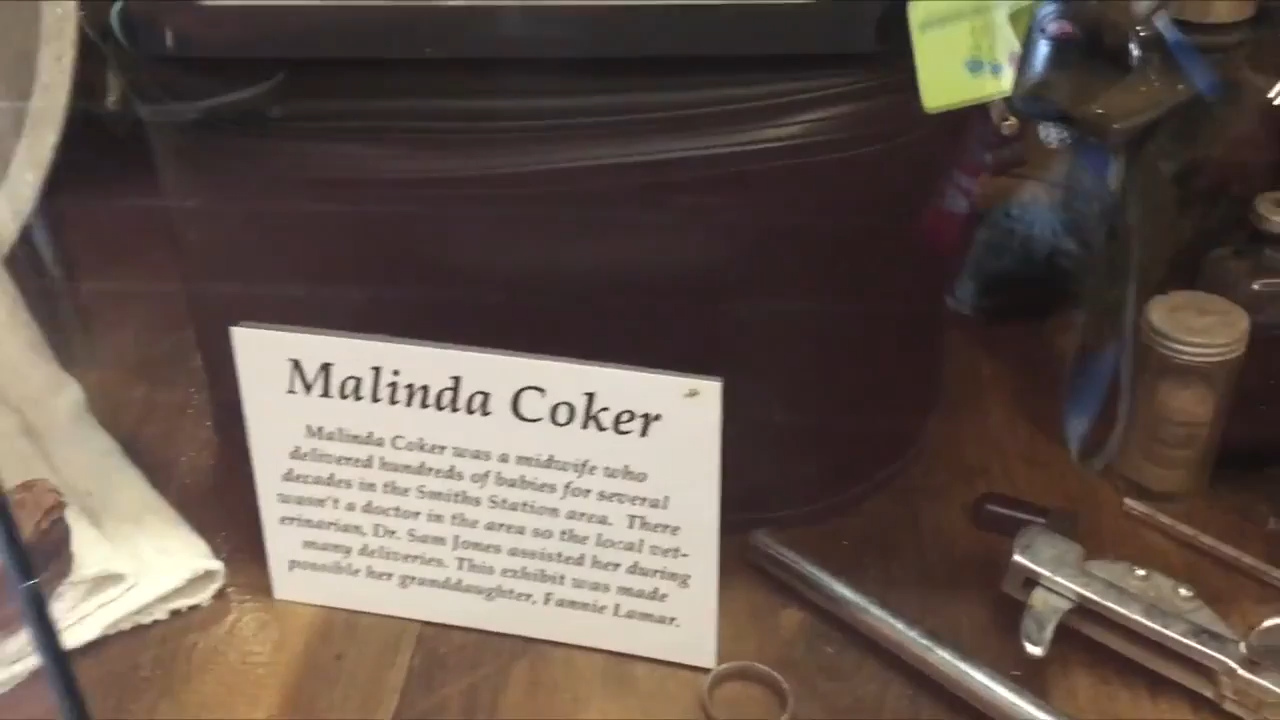 Malinda Coker
Malinda Coker was a midwife who
delivered hundreds of babies for several
decades in the Smiths Station area. There
wasn't a doctor in the area so the local vet-
erinarian, Dr. Sam Jones assisted her during
many deliveries. This exhibit was made
possible her granddaughter, Fannie Lamar.